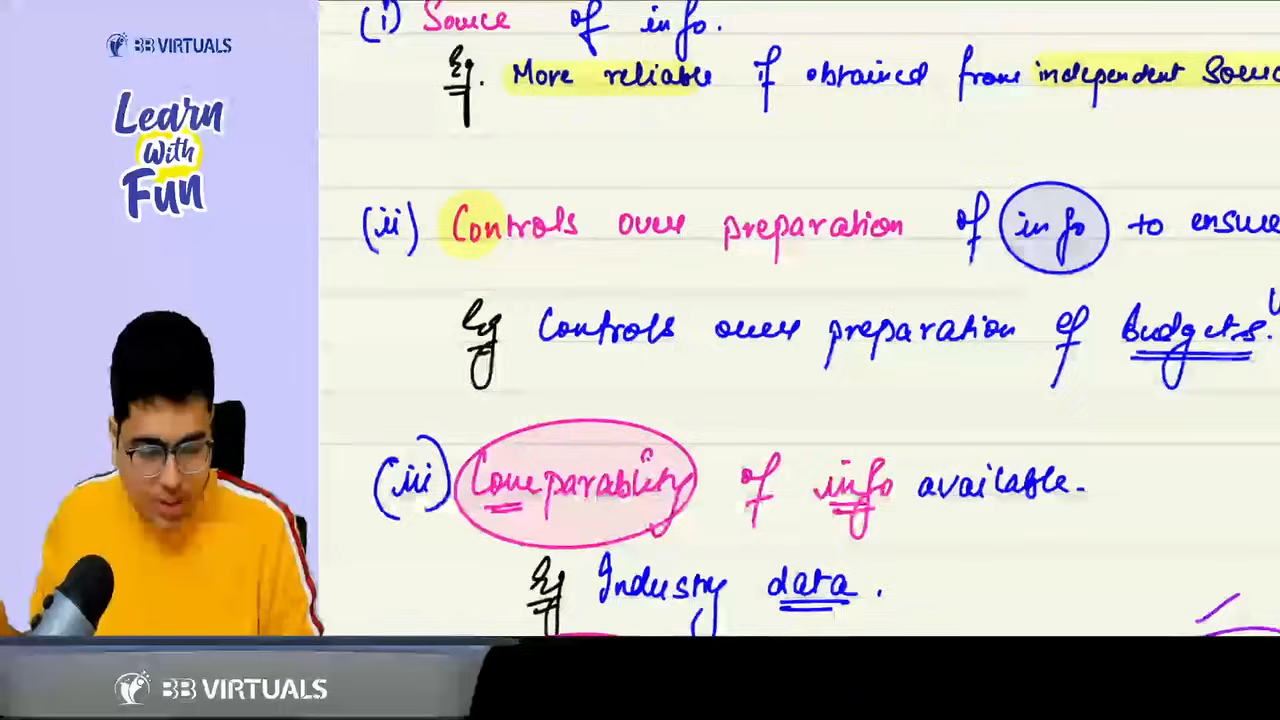 BB VIRTUALS
Learn
With
Fun
(i) Source of info.
Eg. More reliable if obtained from independent Sourc
(ii) Controls over preparation of info to ensure
Eg Controls over preparation of Budgets.
(iii) Comparability of info available.
Eg Industry data.
BB VIRTUALS